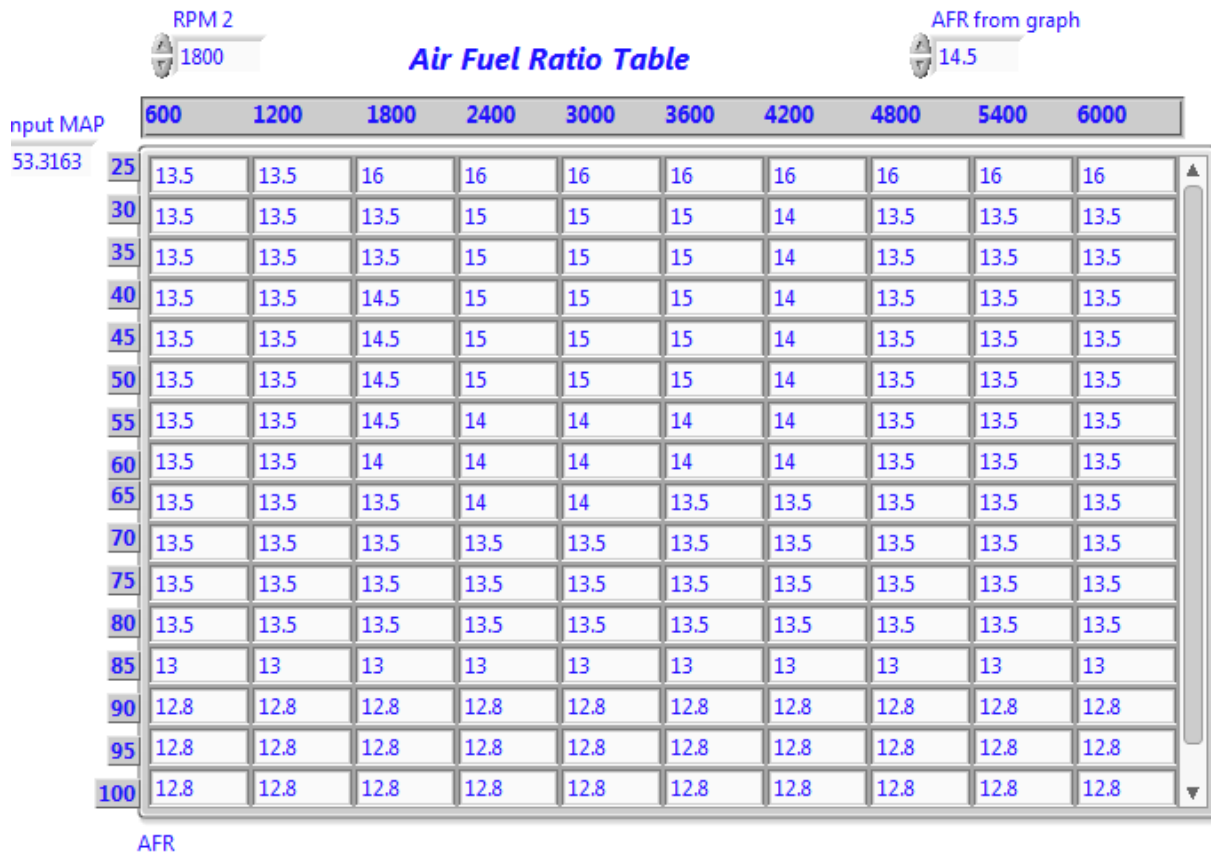 RPM 2 AFR from graph
1800 Air Fuel Ratio Table 14.5
nput MAP 600 1200 1800 2400 3000 3600 4200 4800 5400 6000
53.3163 25 13.5 13.5 16 16 16 16 16 16 16 16
30 13.5 13.5 13.5 15 15 15 14 13.5 13.5 13.5
35 13.5 13.5 13.5 15 15 15 14 13.5 13.5 13.5
40 13.5 13.5 14.5 15 15 15 14 13.5 13.5 13.5
45 13.5 13.5 14.5 15 15 15 14 13.5 13.5 13.5
50 13.5 13.5 14.5 15 15 15 14 13.5 13.5 13.5
55 13.5 13.5 14.5 14 14 14 14 13.5 13.5 13.5
60 13.5 13.5 14 14 14 14 14 13.5 13.5 13.5
65 13.5 13.5 13.5 14 14 13.5 13.5 13.5 13.5 13.5
70 13.5 13.5 13.5 13.5 13.5 13.5 13.5 13.5 13.5 13.5
75 13.5 13.5 13.5 13.5 13.5 13.5 13.5 13.5 13.5 13.5
80 13.5 13.5 13.5 13.5 13.5 13.5 13.5 13.5 13.5 13.5
85 13 13 13 13 13 13 13 13 13 13
90 12.8 12.8 12.8 12.8 12.8 12.8 12.8 12.8 12.8 12.8
95 12.8 12.8 12.8 12.8 12.8 12.8 12.8 12.8 12.8 12.8
100 12.8 12.8 12.8 12.8 12.8 12.8 12.8 12.8 12.8 12.8
AFR